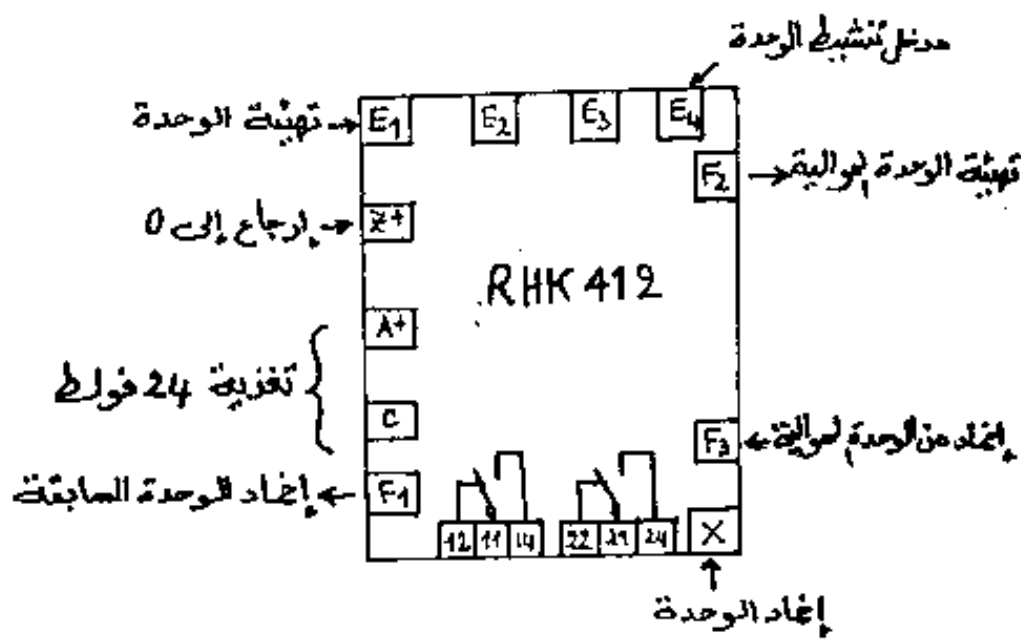 مدخل تنشيط الوحدة
تهيئة الوحدة
E1
E2
E3
E4
F2
تهيئة الوحدة الموالية
إرجاع إلى 0
Z+
RHK 412
A+
تغذية 24 فولط
C
F3
إخماد من الوحدة الموالية
إخماد الوحدة السابقة
F1
12 11 14
22 21 24
X
إخماد الوحدة